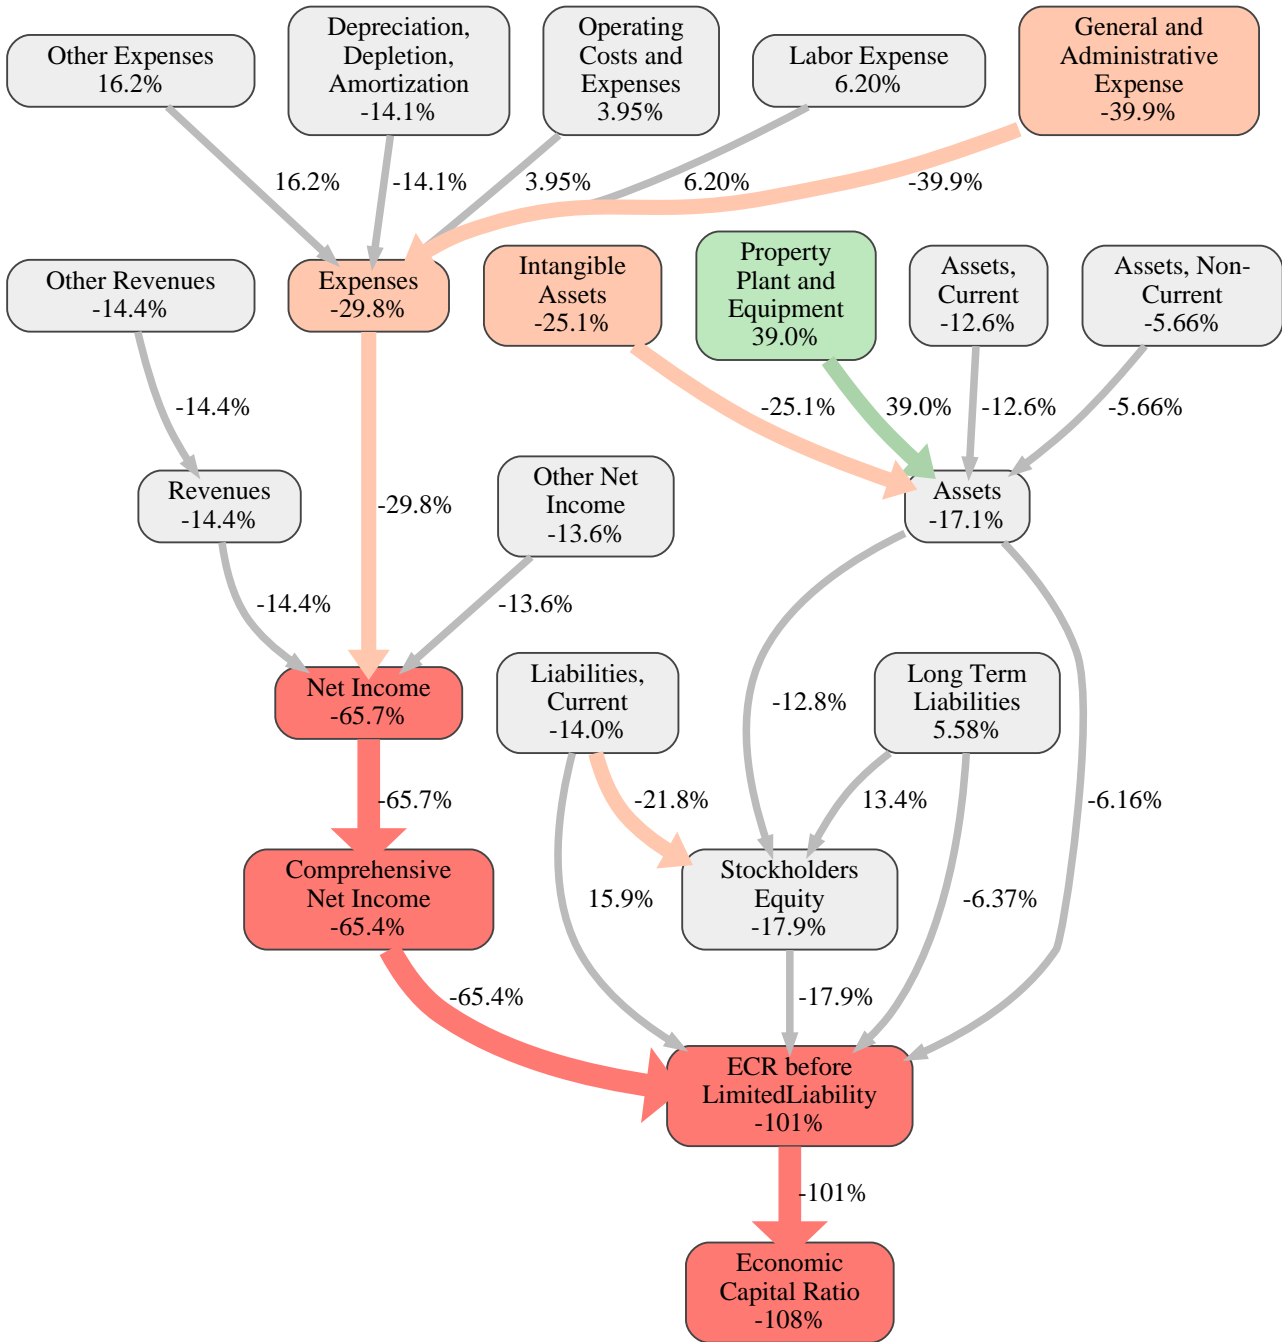 Other Expenses
16.2%
Depreciation,
Depletion,
Amortization
-14.1%
Operating
Costs and
Expenses
3.95%
Labor Expense
6.20%
General and
Administrative
Expense
-39.9%
16.2%
-14.1%
3.95%
6.20%
-39.9%
Other Revenues
-14.4%
Expenses
-29.8%
Intangible
Assets
-25.1%
Property
Plant and
Equipment
39.0%
Assets,
Current
-12.6%
Assets, Non-
Current
-5.66%
-14.4%
-25.1%
39.0%
-12.6%
-5.66%
Revenues
-14.4%
-29.8%
Other Net
Income
-13.6%
Assets
-17.1%
-14.4%
-13.6%
Net Income
-65.7%
Liabilities,
Current
-14.0%
-12.8%
Long Term
Liabilities
5.58%
-65.7%
-21.8%
13.4%
-6.16%
Comprehensive
Net Income
-65.4%
15.9%
Stockholders
Equity
-17.9%
-6.37%
-65.4%
-17.9%
ECR before
LimitedLiability
-101%
-101%
Economic
Capital Ratio
-108%